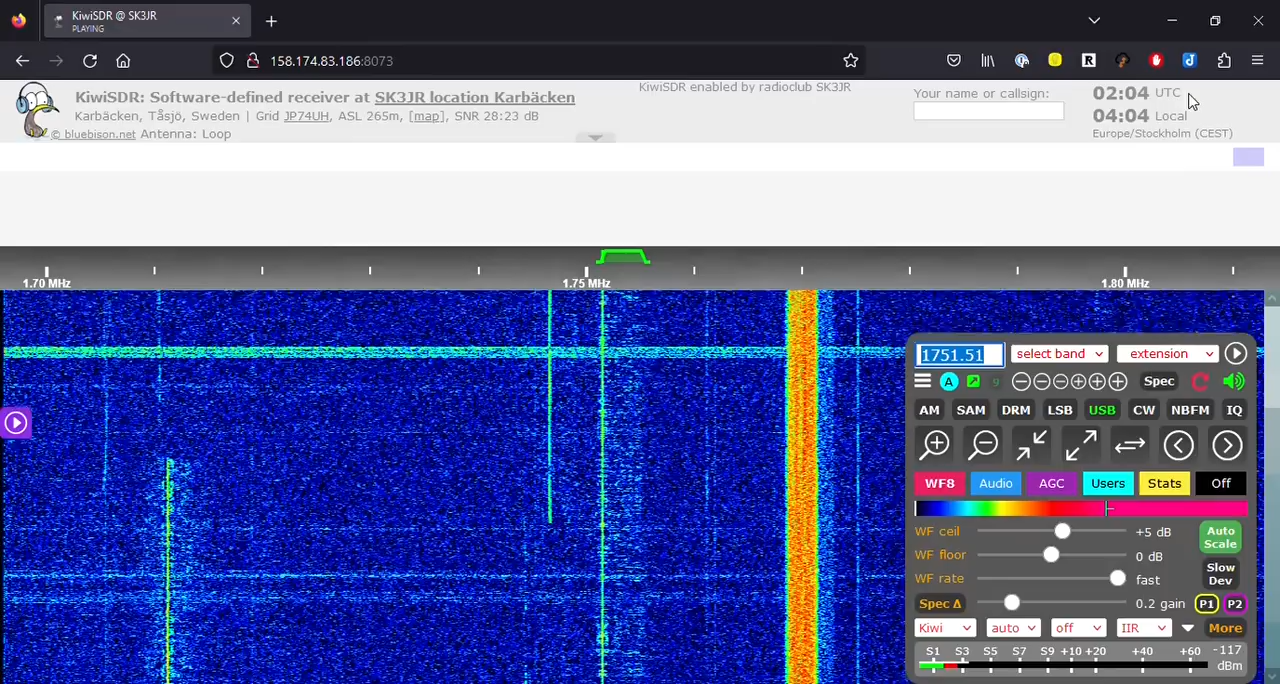 KiwiSDR @ SK3JR
PLAYING
158.174.83.186:8073
KiwiSDR: Software-defined receiver at SK3JR location Karbäcken
Karbäcken, Tåsjö, Sweden | Grid JP74UH, ASL 265m, [map], SNR 28:23 dB
© bluebison.net Antenna: Loop
KiwiSDR enabled by radioclub SK3JR
Your name or callsign:
02:04 UTC
04:04 Local
Europe/Stockholm (CEST)
1.70 MHz 1.75 MHz 1.80 MHz
1751.51 select band extension
A 9 Spec
AM SAM DRM LSB USB CW NBFM IQ
WF8 Audio AGC Users Stats Off
WF ceil +5 dB Auto Scale
WF floor 0 dB
WF rate fast Slow Dev
Spec Δ 0.2 gain P1 P2
Kiwi auto off IIR More
S1 S3 S5 S7 S9 +10 +20 +40 +60 -117 dBm